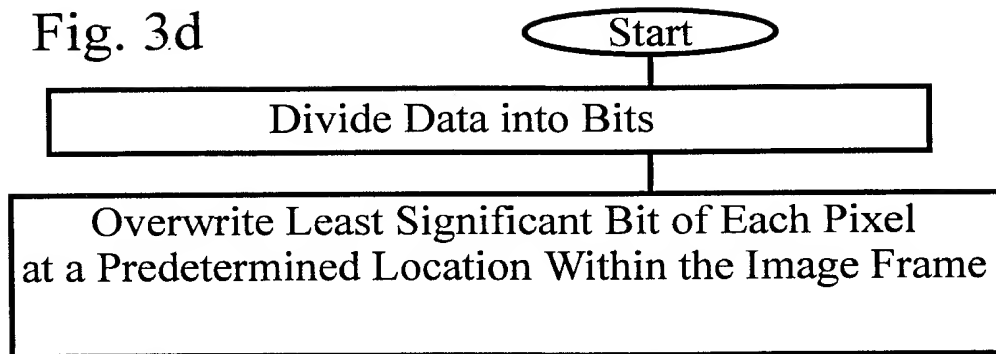 Fig. 3d
Start
Divide Data into Bits
Overwrite Least Significant Bit of Each Pixel
at a Predetermined Location Within the Image Frame